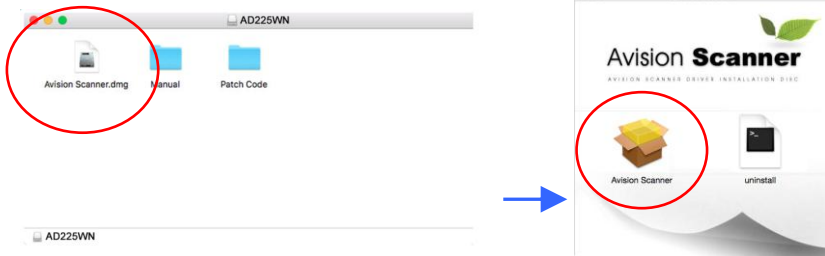 AD225WN
Avision Scanner.dmg
Manual
Patch Code
AD225WN
Avision Scanner
AVISION SCANNER DRIVER INSTALLATION DISC
Avision Scanner
uninstall